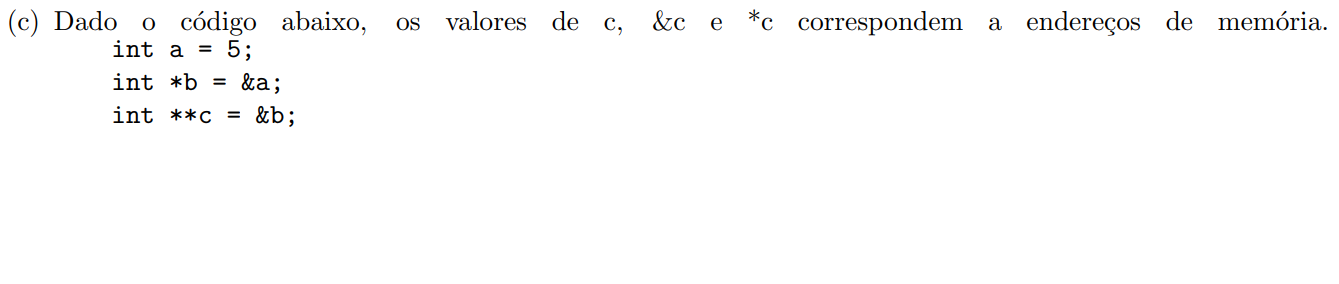 (c) Dado o código abaixo, os valores de c, &c e *c correspondem a endereços de memória.
int a = 5;
int *b = &a;
int **c = &b;